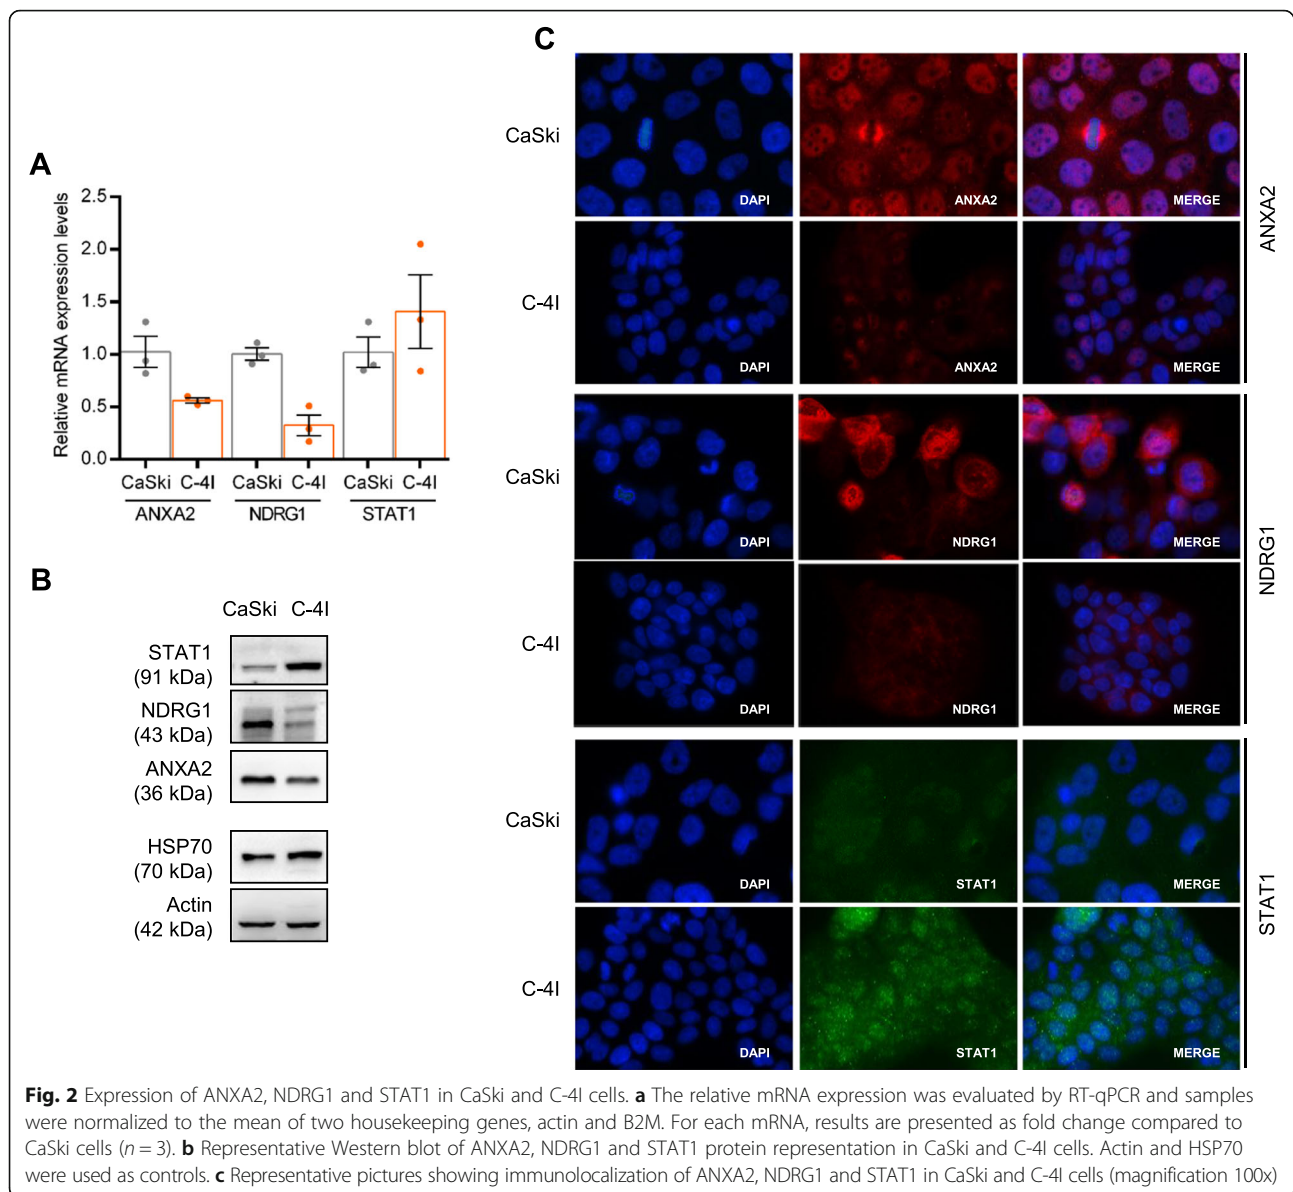 A
Relative mRNA expression levels
2.5
2.0
1.5
1.0
0.5
0.0
CaSki C-4I CaSki C-4I CaSki C-4I
ANXA2 NDRG1 STAT1
B
CaSki C-4I
STAT1
(91 kDa)
NDRG1
(43 kDa)
ANXA2
(36 kDa)
HSP70
(70 kDa)
Actin
(42 kDa)
C
CaSki
DAPI ANXA2 MERGE
C-4I
DAPI ANXA2 MERGE
ANXA2
CaSki
DAPI NDRG1 MERGE
C-4I
DAPI NDRG1 MERGE
NDRG1
CaSki
DAPI STAT1 MERGE
C-4I
DAPI STAT1 MERGE
STAT1
Fig. 2 Expression of ANXA2, NDRG1 and STAT1 in CaSki and C-4I cells. a The relative mRNA expression was evaluated by RT-qPCR and samples
were normalized to the mean of two housekeeping genes, actin and B2M. For each mRNA, results are presented as fold change compared to
CaSki cells (n = 3). b Representative Western blot of ANXA2, NDRG1 and STAT1 protein representation in CaSki and C-4I cells. Actin and HSP70
were used as controls. c Representative pictures showing immunolocalization of ANXA2, NDRG1 and STAT1 in CaSki and C-4I cells (magnification 100x)